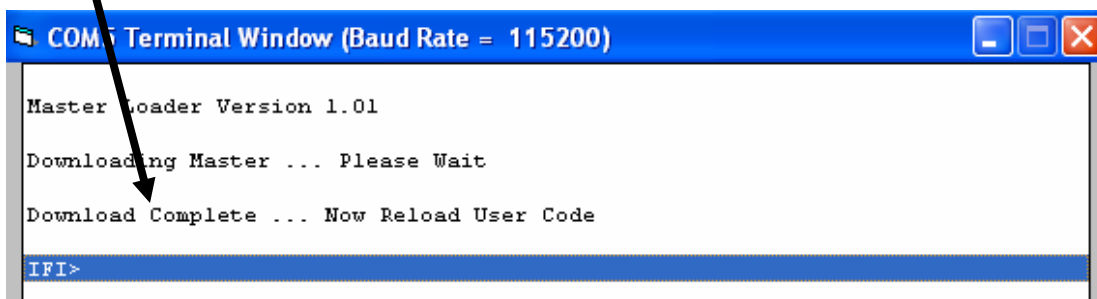 COM5 Terminal Window (Baud Rate = 115200)
Master Loader Version 1.01
Downloading Master ... Please Wait
Download Complete ... Now Reload User Code
IFI>